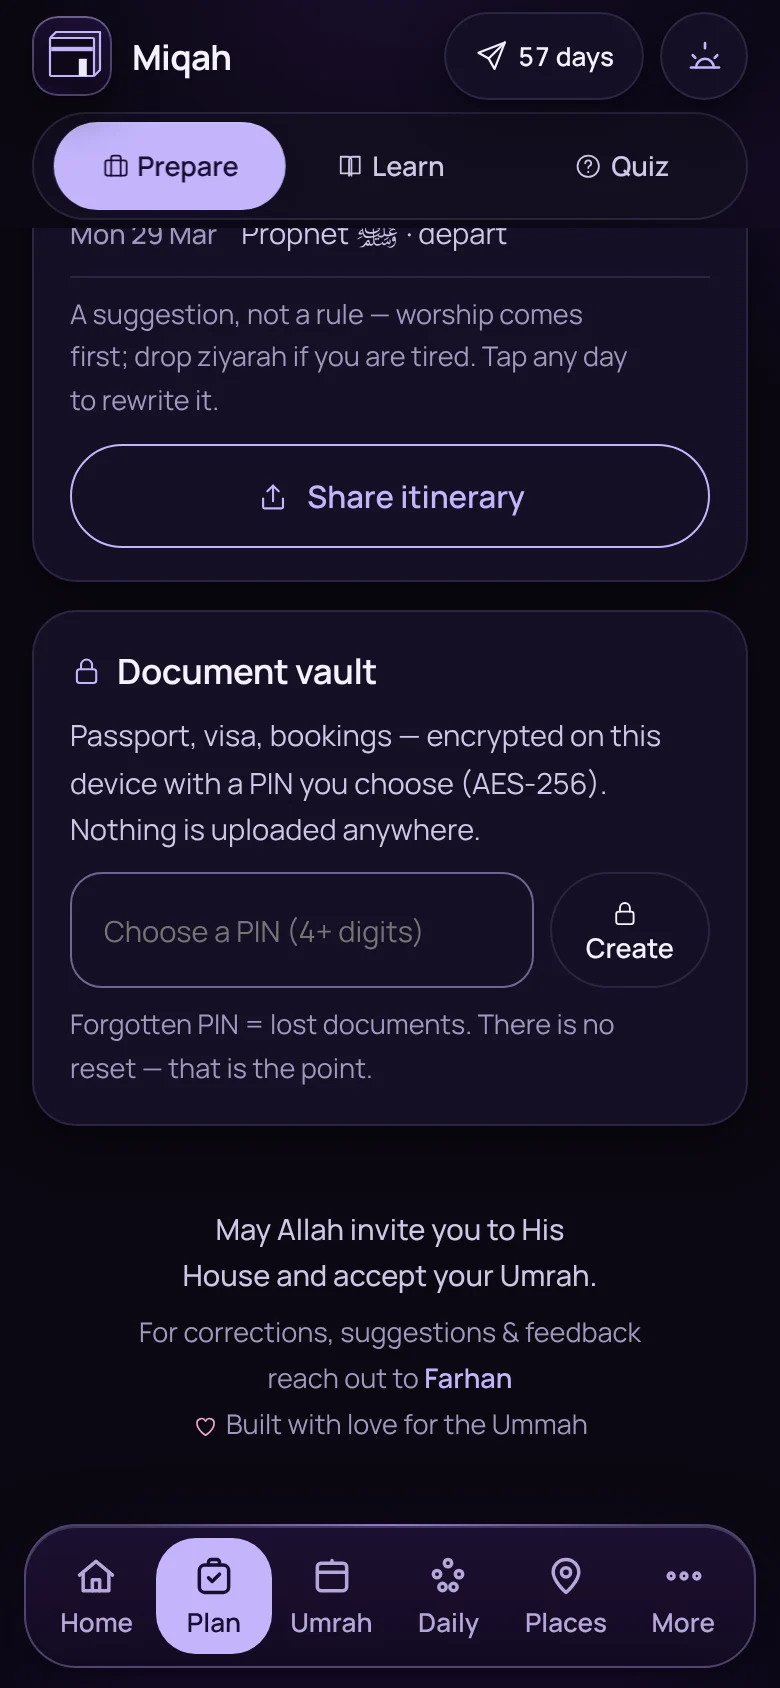 Miqah
57 days
Prepare
Learn
Quiz
Mon 29 Mar Prophet ﷺ · depart
A suggestion, not a rule — worship comes
first; drop ziyarah if you are tired. Tap any day
to rewrite it.
Share itinerary
Document vault
Passport, visa, bookings — encrypted on this
device with a PIN you choose (AES-256).
Nothing is uploaded anywhere.
Choose a PIN (4+ digits)
Create
Forgotten PIN = lost documents. There is no
reset — that is the point.
May Allah invite you to His
House and accept your Umrah.
For corrections, suggestions & feedback
reach out to Farhan
♡ Built with love for the Ummah
Home
Plan
Umrah
Daily
Places
More